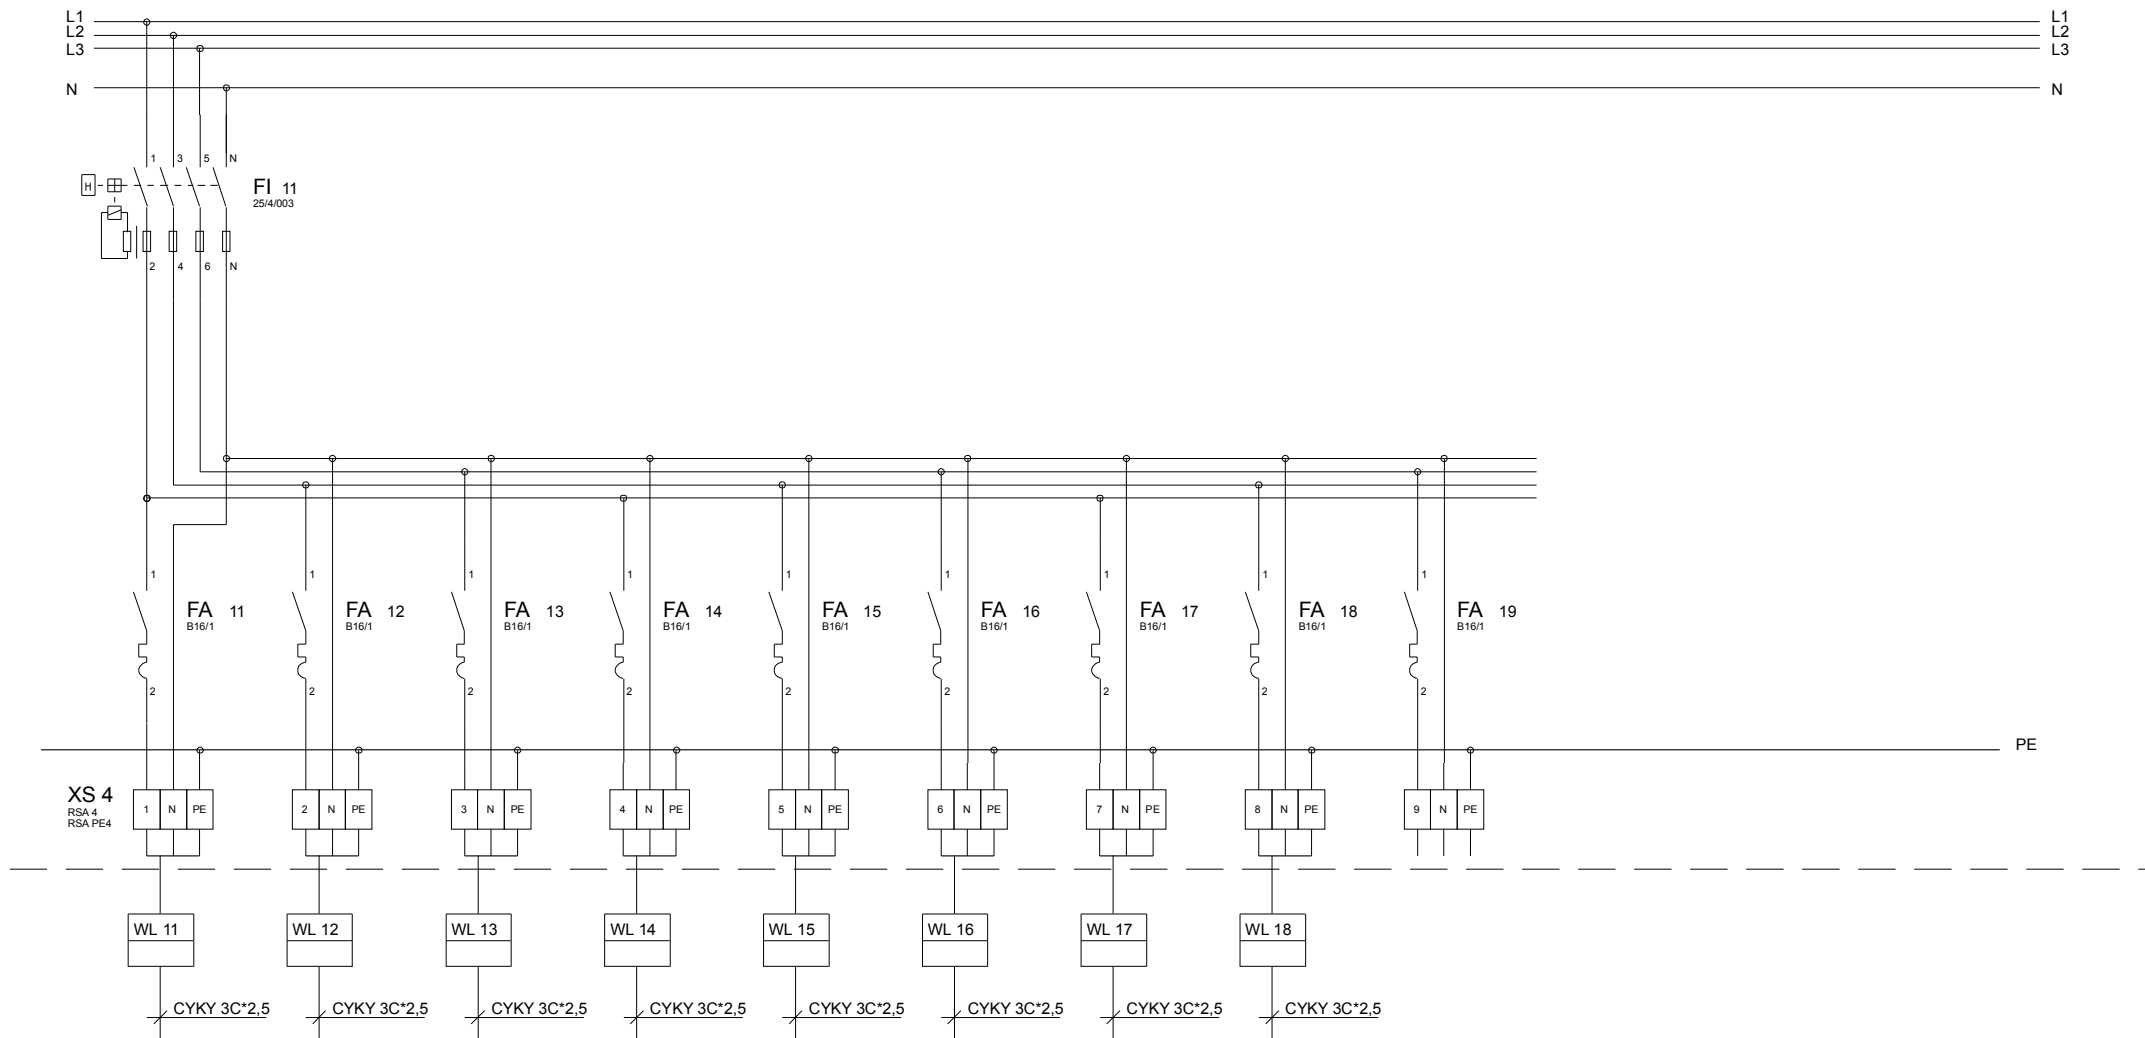 L1 L1
L2 L2
L3 L3
N N
1 3 5 N
H
FI 11
25/4/003
2 4 6 N
1 1 1 1 1 1 1 1 1
FA 11 FA 12 FA 13 FA 14 FA 15 FA 16 FA 17 FA 18 FA 19
B16/1 B16/1 B16/1 B16/1 B16/1 B16/1 B16/1 B16/1 B16/1
2 2 2 2 2 2 2 2 2
PE
XS 4
RSA 4
RSA PE4
1 N PE 2 N PE 3 N PE 4 N PE 5 N PE 6 N PE 7 N PE 8 N PE 9 N PE
WL 11 WL 12 WL 13 WL 14 WL 15 WL 16 WL 17 WL 18
CYKY 3C*2,5 CYKY 3C*2,5 CYKY 3C*2,5 CYKY 3C*2,5 CYKY 3C*2,5 CYKY 3C*2,5 CYKY 3C*2,5 CYKY 3C*2,5